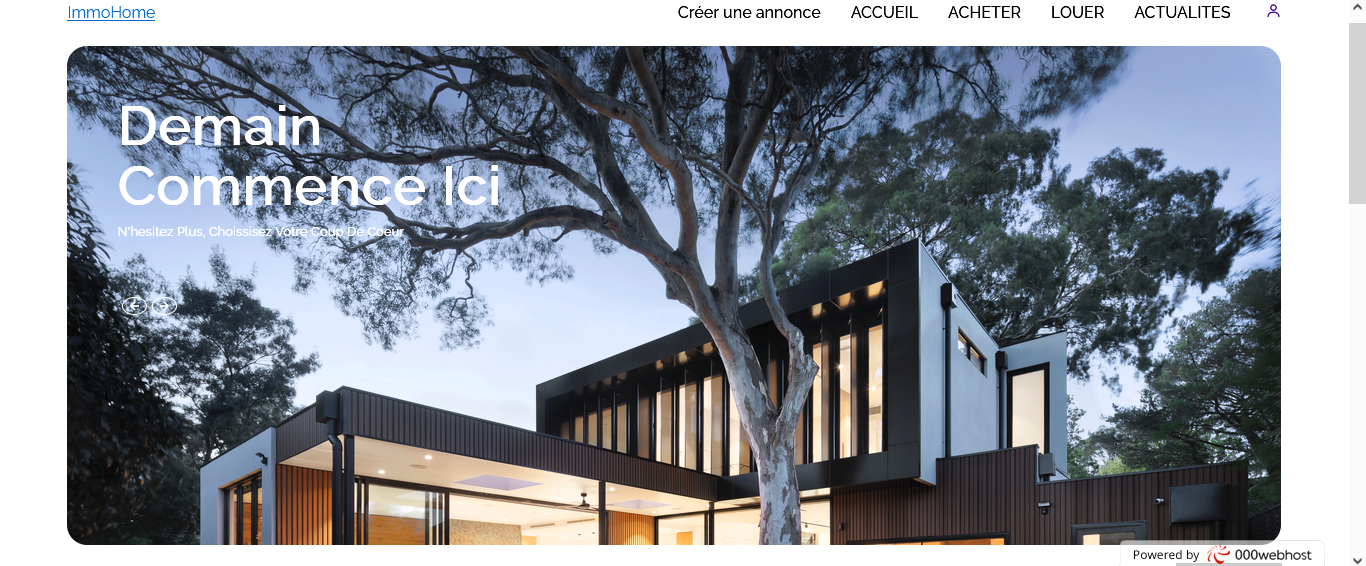 ImmoHome
Créer une annonce ACCUEIL ACHETER LOUER ACTUALITES
Demain
Commence Ici
N'hesitez Plus, Choissisez Votre Coup De Coeur
Powered by 000webhost